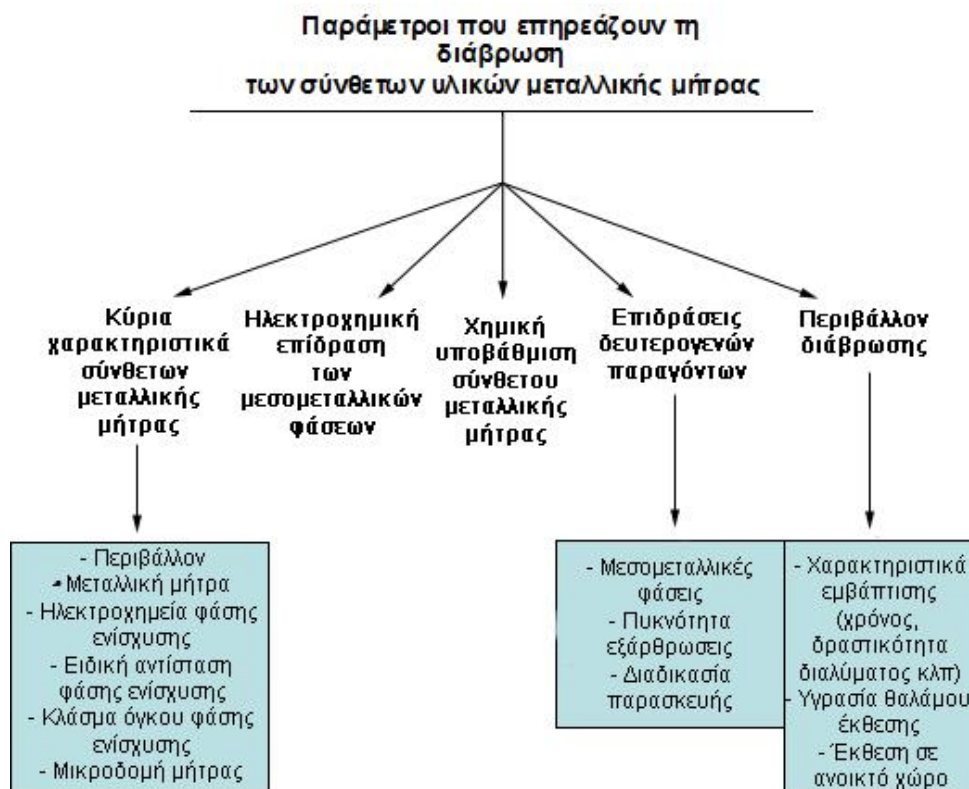 Παράμετροι που επηρεάζουν τη
διάβρωση
των σύνθετων υλικών μεταλλικής μήτρας
Κύρια
χαρακτηριστικά
σύνθετων
μεταλλικής
μήτρας
Ηλεκτροχημική
επίδραση
των
μεσομεταλλικών
φάσεων
Χημική
υποβάθμιση
σύνθετου
μεταλλικής
μήτρας
Επιδράσεις
δευτερογενών
παραγόντων
Περιβάλλον
διάβρωσης
- Περιβάλλον
- Μεταλλική μήτρα
- Ηλεκτροχημεία φάσης
ενίσχυσης
- Ειδική αντίσταση
φάσης ενίσχυσης
- Κλάσμα όγκου φάσης
ενίσχυσης
- Μικροδομή μήτρας
- Μεσομεταλλικές
φάσεις
- Πυκνότητα
εξάρθρωσεις
- Διαδικασία
παρασκευής
- Χαρακτηριστικά
εμβάπτισης
(χρόνος,
δραστικότητα
διαλύματος κλπ)
- Υγρασία θαλάμου
έκθεσης
- Έκθεση σε
ανοικτό χώρο